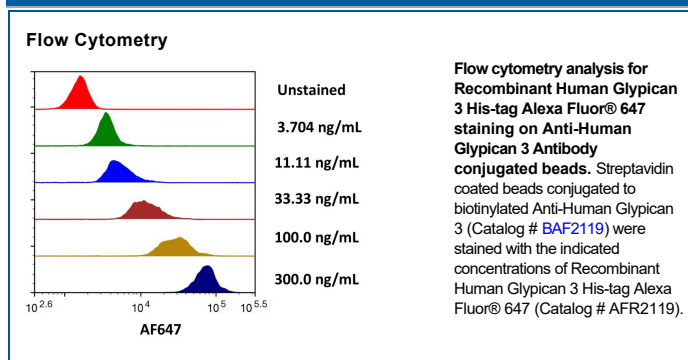 Flow Cytometry
Unstained
3.704 ng/mL
11.11 ng/mL
33.33 ng/mL
100.0 ng/mL
300.0 ng/mL
10^2.6 10^4 10^5 10^5.5
AF647
Flow cytometry analysis for
Recombinant Human Glypican
3 His-tag Alexa Fluor® 647
staining on Anti-Human
Glypican 3 Antibody
conjugated beads. Streptavidin
coated beads conjugated to
biotinylated Anti-Human Glypican
3 (Catalog # BAF2119) were
stained with the indicated
concentrations of Recombinant
Human Glypican 3 His-tag Alexa
Fluor® 647 (Catalog # AFR2119).